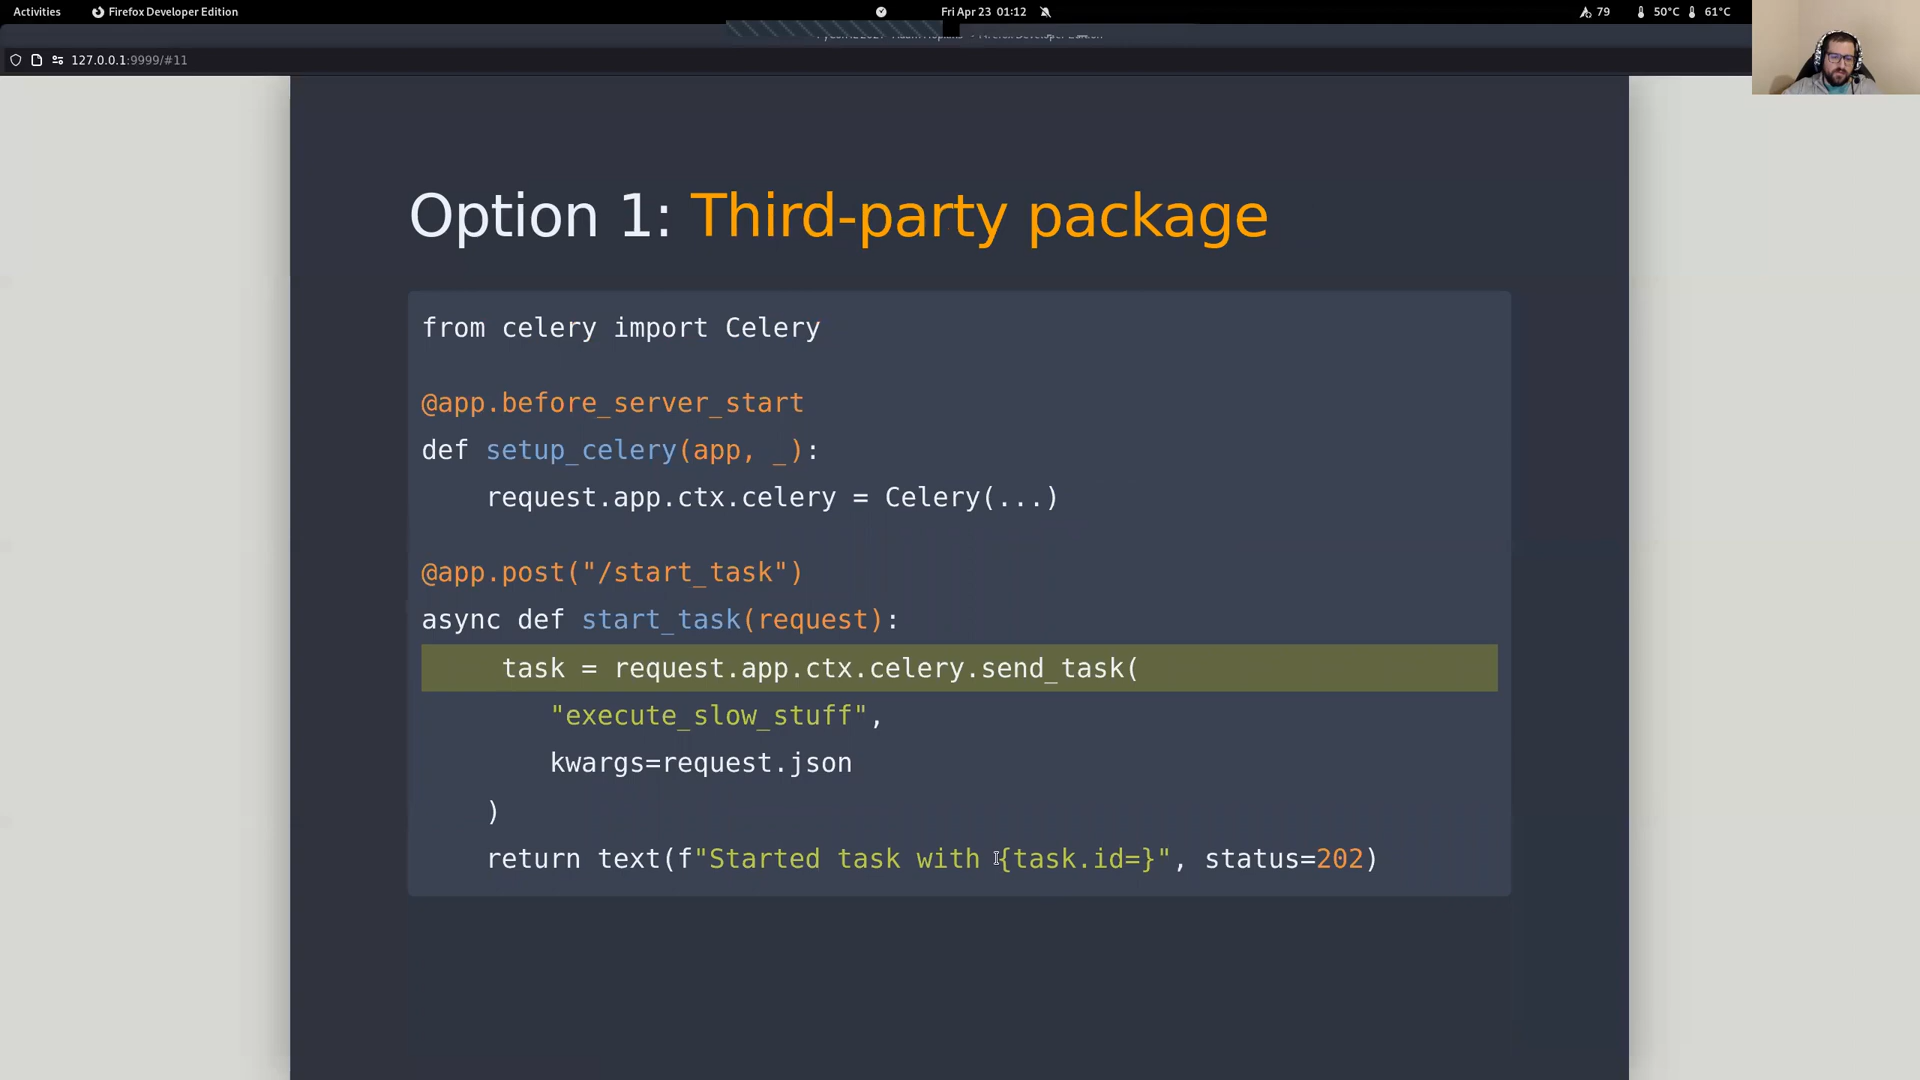 Activities Firefox Developer Edition Fri Apr 23 01:12 79 50°C 61°C
127.0.0.1:9999/#11
Option 1: Third-party package
from celery import Celery
@app.before_server_start
def setup_celery(app, _):
request.app.ctx.celery = Celery(...)
@app.post("/start_task")
async def start_task(request):
task = request.app.ctx.celery.send_task(
"execute_slow_stuff",
kwargs=request.json
)
return text(f"Started task with {task.id=}", status=202)